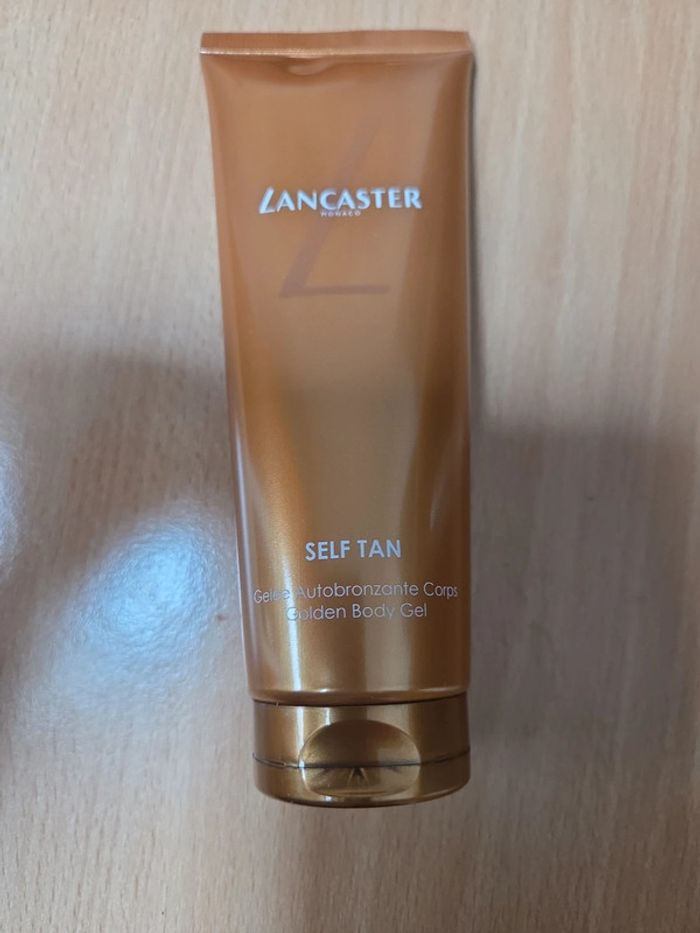 LANCASTER
MONACO
SELF TAN
Gelée Autobronzante Corps
Golden Body Gel